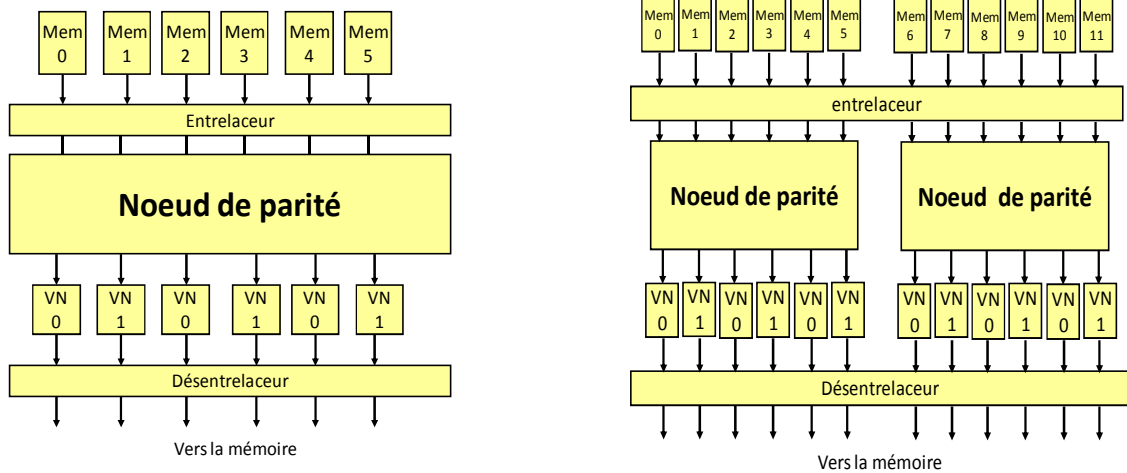 Mem Mem Mem Mem Mem Mem
0 1 2 3 4 5
Entrelaceur
Noeud de parité
VN VN VN VN VN VN
0 1 0 1 0 1
Désentrelaceur
Vers la mémoire
Mem Mem Mem Mem Mem Mem Mem Mem Mem Mem Mem Mem
0 1 2 3 4 5 6 7 8 9 10 11
entrelaceur
Noeud de parité Noeud de parité
VN VN VN VN VN VN VN VN VN VN VN VN
0 1 0 1 0 1 0 1 0 1 0 1
Désentrelaceur
Vers la mémoire